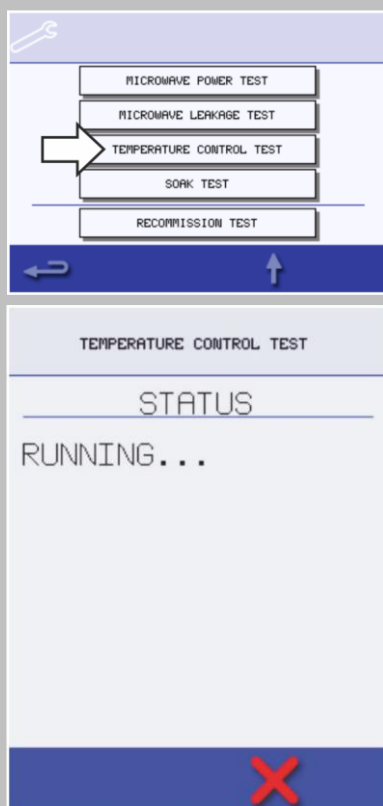 MICROWAVE POWER TEST
MICROWAVE LEAKAGE TEST
TEMPERATURE CONTROL TEST
SOAK TEST
RECOMMISSION TEST
TEMPERATURE CONTROL TEST
STATUS
RUNNING...